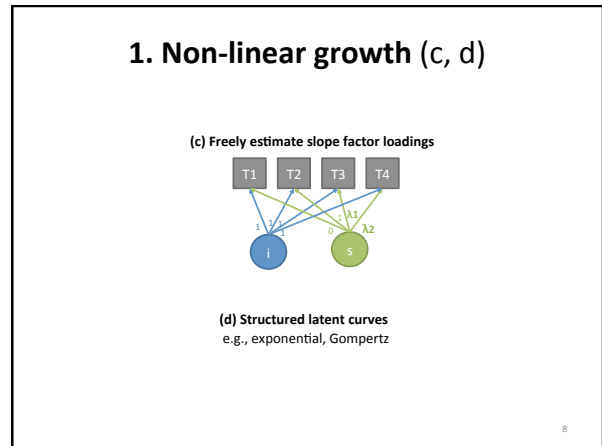 1. Non-linear growth (c, d)
(c) Freely estimate slope factor loadings
T1 T2 T3 T4
1 1 1 1 0 1 λ1 λ2
i s
(d) Structured latent curves
e.g., exponential, Gompertz
8